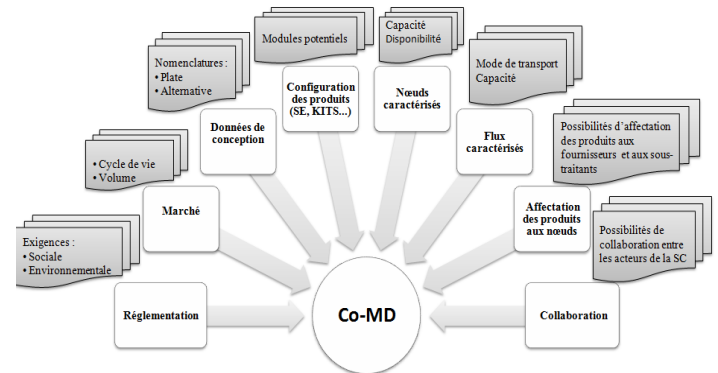 Modules potentiels
Capacité
Disponibilité
Nomenclatures :
• Plate
• Alternative
Mode de transport
Capacité
Configuration
des produits
(SE, KITS...)
Nœuds
caractérisés
Données de
conception
Flux
caractérisés
Possibilités d'affectation
des produits aux
fournisseurs et aux sous-
traitants
• Cycle de vie
• Volume
Marché
Affectation
des produits
aux nœuds
Exigences :
• Sociale
• Environnementale
Possibilités de
collaboration entre
les acteurs de la SC
Réglementation
Co-MD
Collaboration